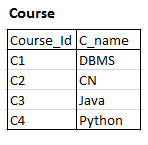 Course
Course_Id C_name
C1 DBMS
C2 CN
C3 Java
C4 Python